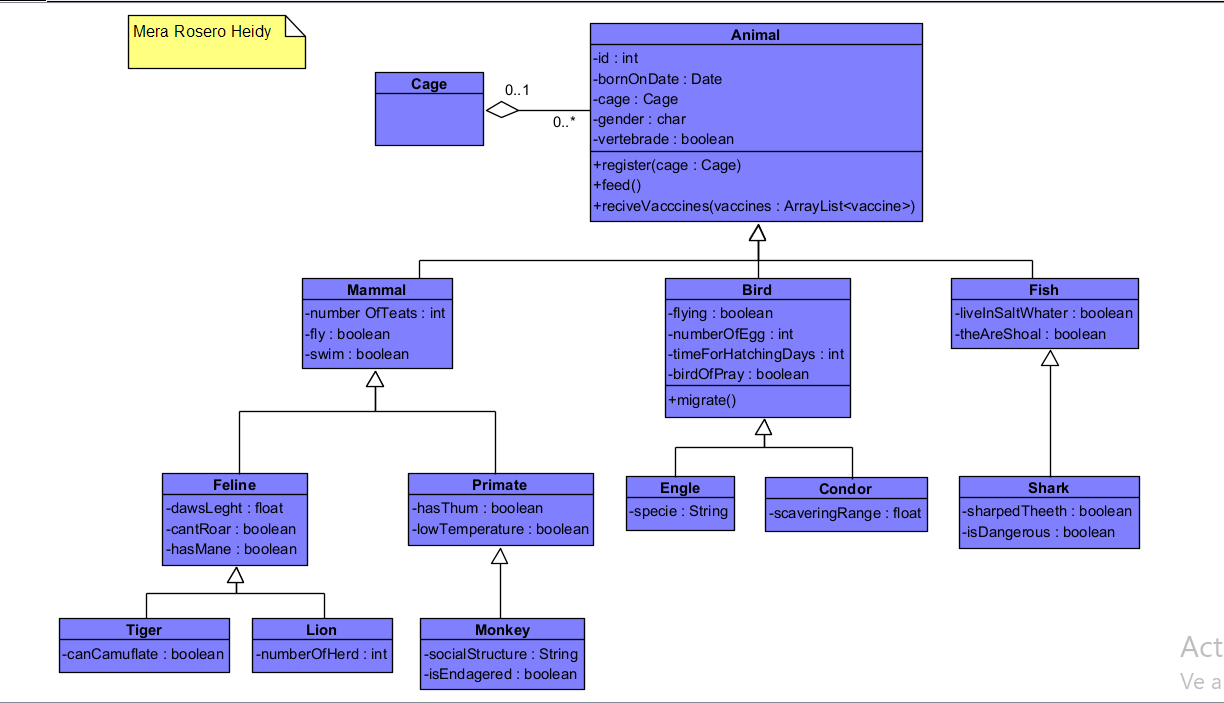 Mera Rosero Heidy
Animal
-id : int
-bornOnDate : Date
-cage : Cage
-gender : char
-vertebrade : boolean
+register(cage : Cage)
+feed()
+reciveVacccines(vaccines : ArrayList<vaccine>)
Cage
0..1
0..*
Mammal
-number OfTeats : int
-fly : boolean
-swim : boolean
Bird
-flying : boolean
-numberOfEgg : int
-timeForHatchingDays : int
-birdOfPray : boolean
+migrate()
Fish
-liveInSaltWhater : boolean
-theAreShoal : boolean
Feline
-dawsLeght : float
-cantRoar : boolean
-hasMane : boolean
Primate
-hasThum : boolean
-lowTemperature : boolean
Engle
-specie : String
Condor
-scaveringRange : float
Shark
-sharpedTheeth : boolean
-isDangerous : boolean
Tiger
-canCamuflate : boolean
Lion
-numberOfHerd : int
Monkey
-socialStructure : String
-isEndagered : boolean
Act
Ve a